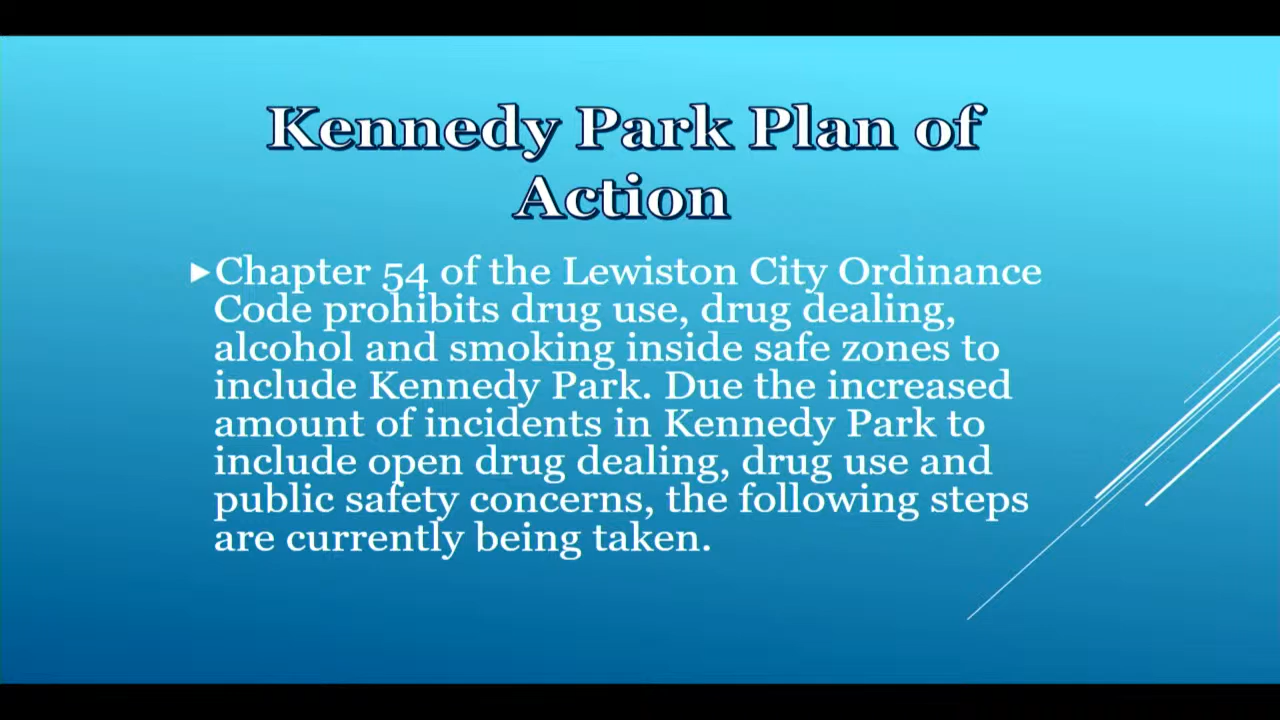 Kennedy Park Plan of
Action
Chapter 54 of the Lewiston City Ordinance
Code prohibits drug use, drug dealing,
alcohol and smoking inside safe zones to
include Kennedy Park. Due the increased
amount of incidents in Kennedy Park to
include open drug dealing, drug use and
public safety concerns, the following steps
are currently being taken.